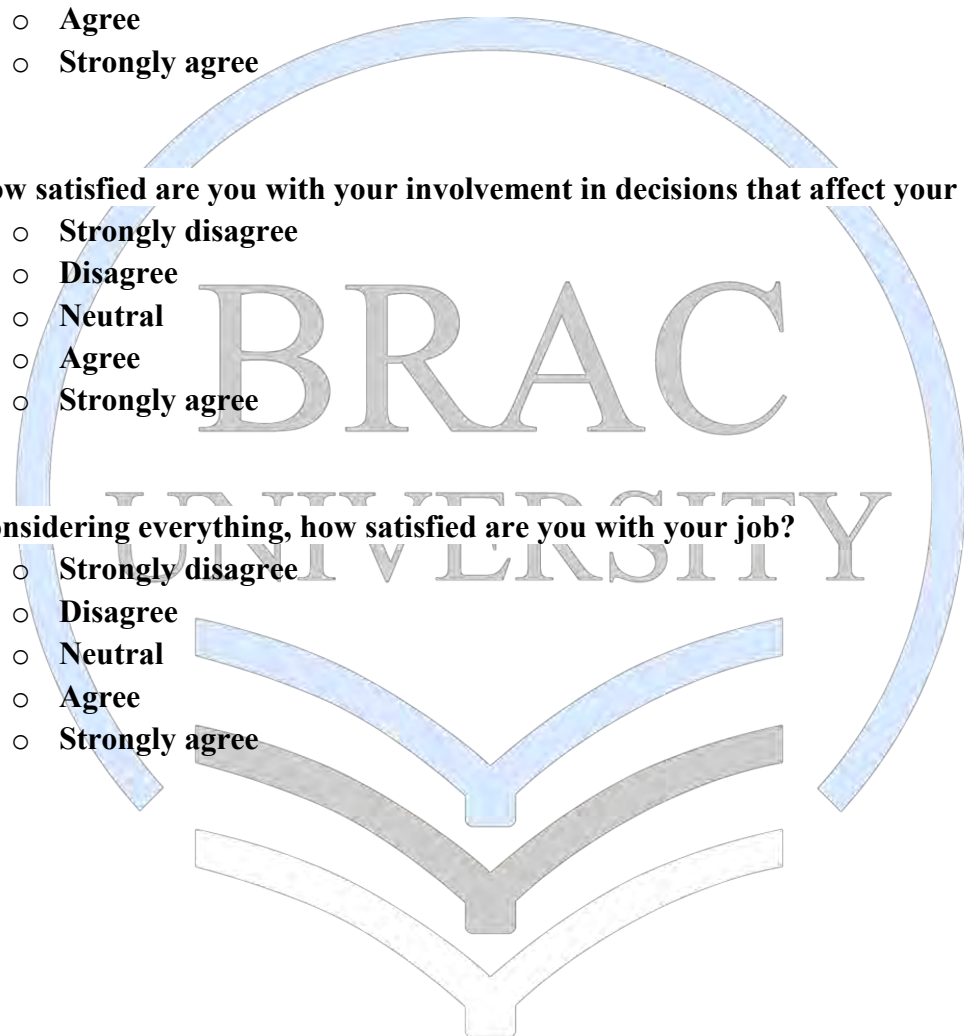 o Agree
o Strongly agree
ow satisfied are you with your involvement in decisions that affect your
o Strongly disagree
o Disagree
o Neutral
o Agree
o Strongly agree
BRAC
UNIVERSITY
onsidering everything, how satisfied are you with your job?
o Strongly disagree
o Disagree
o Neutral
o Agree
o Strongly agree